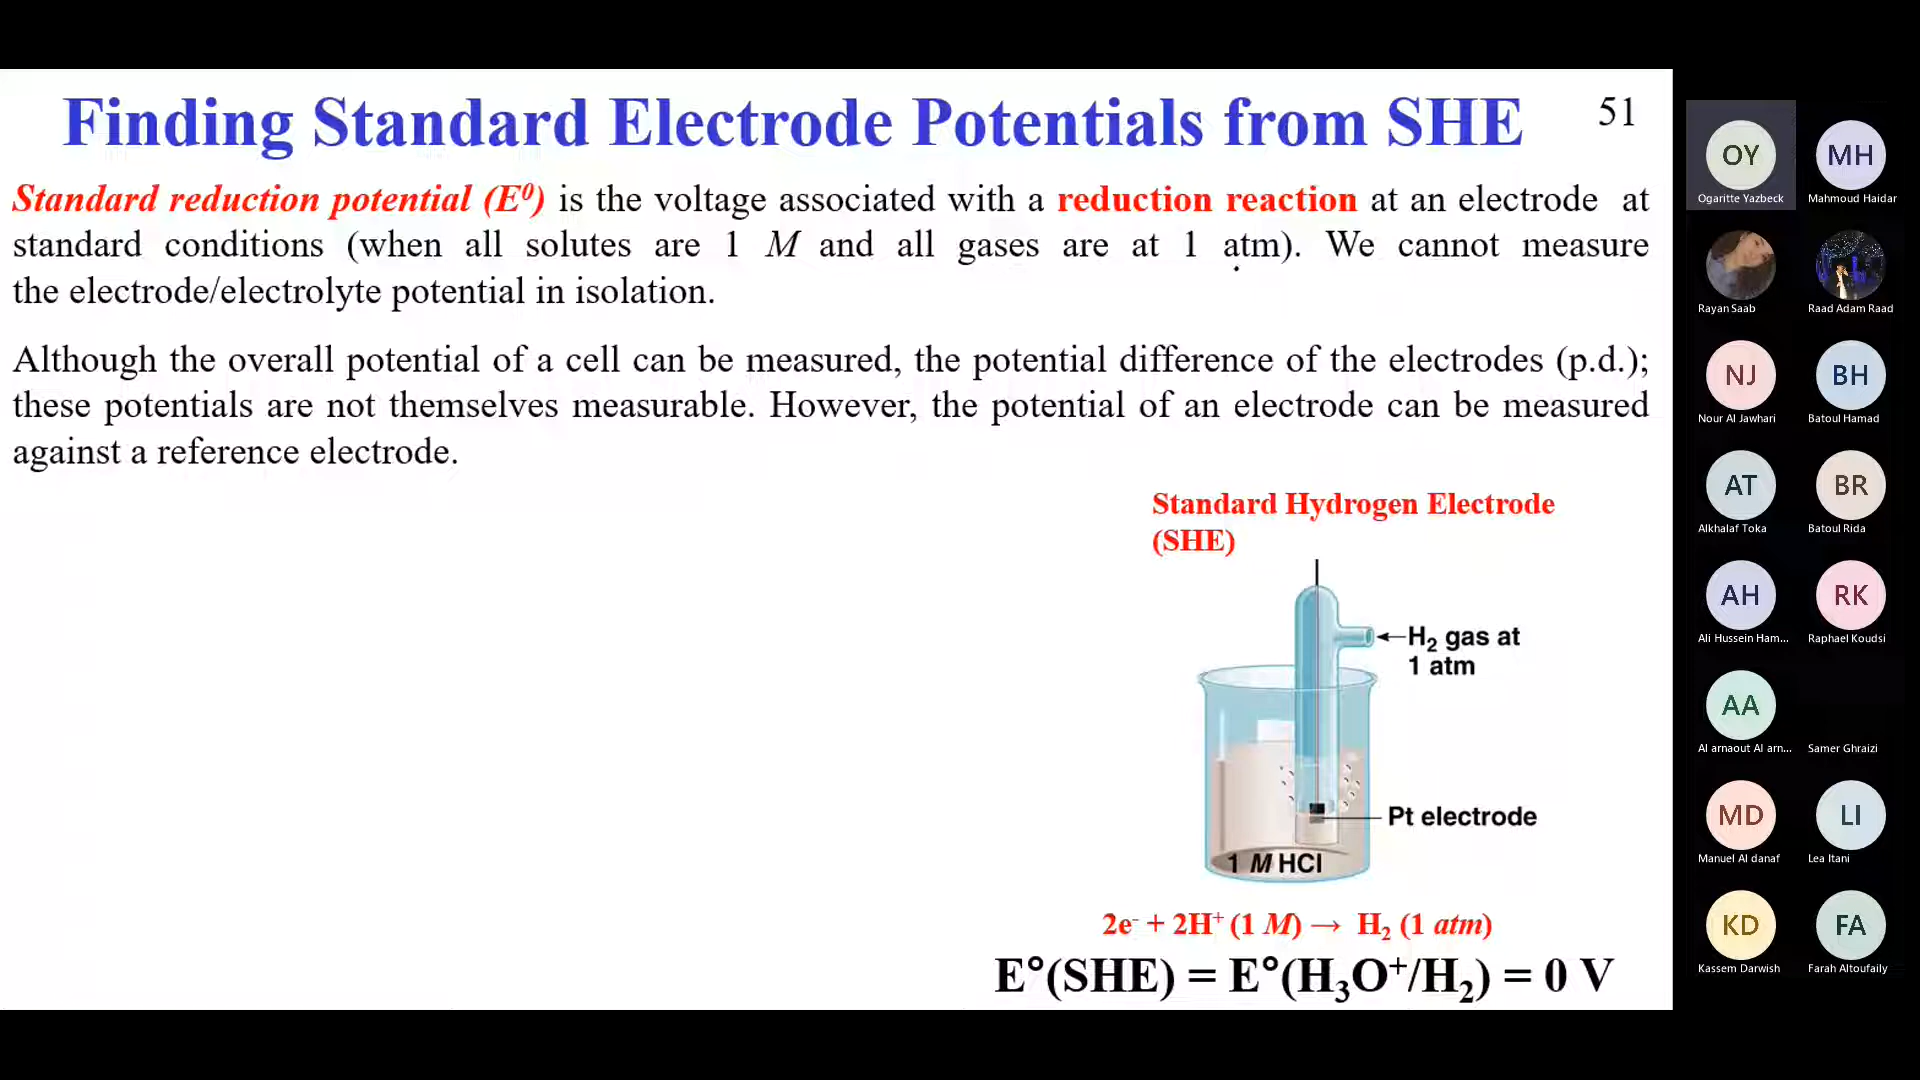 Finding Standard Electrode Potentials from SHE
51
Standard reduction potential (E⁰) is the voltage associated with a reduction reaction at an electrode at
standard conditions (when all solutes are 1 M and all gases are at 1 atm). We cannot measure
the electrode/electrolyte potential in isolation.
Although the overall potential of a cell can be measured, the potential difference of the electrodes (p.d.);
these potentials are not themselves measurable. However, the potential of an electrode can be measured
against a reference electrode.
Standard Hydrogen Electrode
(SHE)
H₂ gas at
1 atm
Pt electrode
1 M HCl
2e⁻ + 2H⁺ (1 M) → H₂ (1 atm)
E°(SHE) = E°(H₃O⁺/H₂) = 0 V
OY
MH
Ogaritte Yazbeck
Mahmoud Haidar
Rayan Saab
Raad Adam Raad
NJ
BH
Nour Al Jawhari
Batoul Hamad
AT
BR
Alkhalaf Toka
Batoul Rida
AH
RK
Ali Hussein Ham...
Raphael Koudsi
AA
Al arnaout Al arn...
Samer Ghraizi
MD
LI
Manuel Al danaf
Lea Itani
KD
FA
Kassem Darwish
Farah Altoufaily